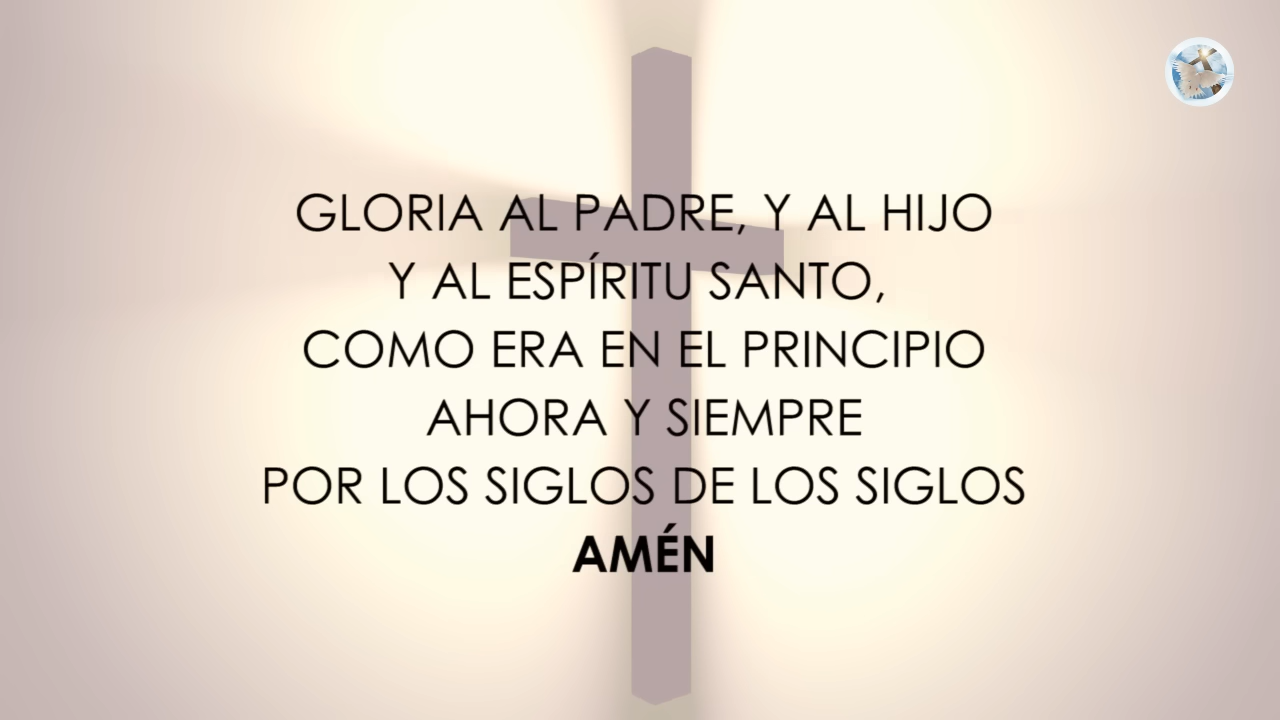 GLORIA AL PADRE, Y AL HIJO
Y AL ESPÍRITU SANTO,
COMO ERA EN EL PRINCIPIO
AHORA Y SIEMPRE
POR LOS SIGLOS DE LOS SIGLOS
AMÉN